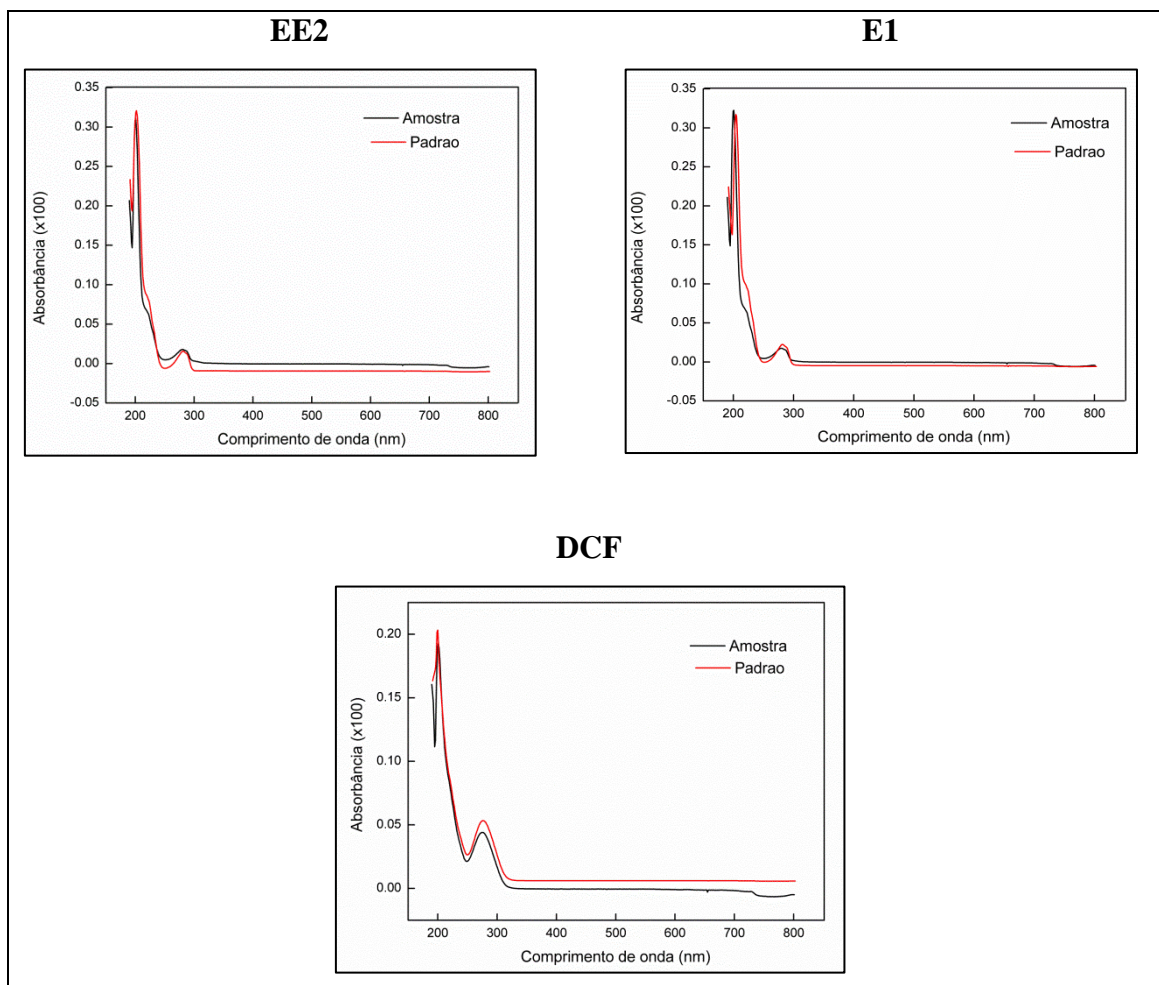 EE2
0.35
0.30
0.25
0.20
0.15
0.10
0.05
0.00
-0.05
Absorbância (x100)
Amostra
Padrao
200 300 400 500 600 700 800
Comprimento de onda (nm)
E1
0.35
0.30
0.25
0.20
0.15
0.10
0.05
0.00
-0.05
Absorbância (x100)
Amostra
Padrao
200 300 400 500 600 700 800
Comprimento de onda (nm)
DCF
0.20
0.15
0.10
0.05
0.00
Absorbância (x100)
Amostra
Padrao
200 300 400 500 600 700 800
Comprimento de onda (nm)